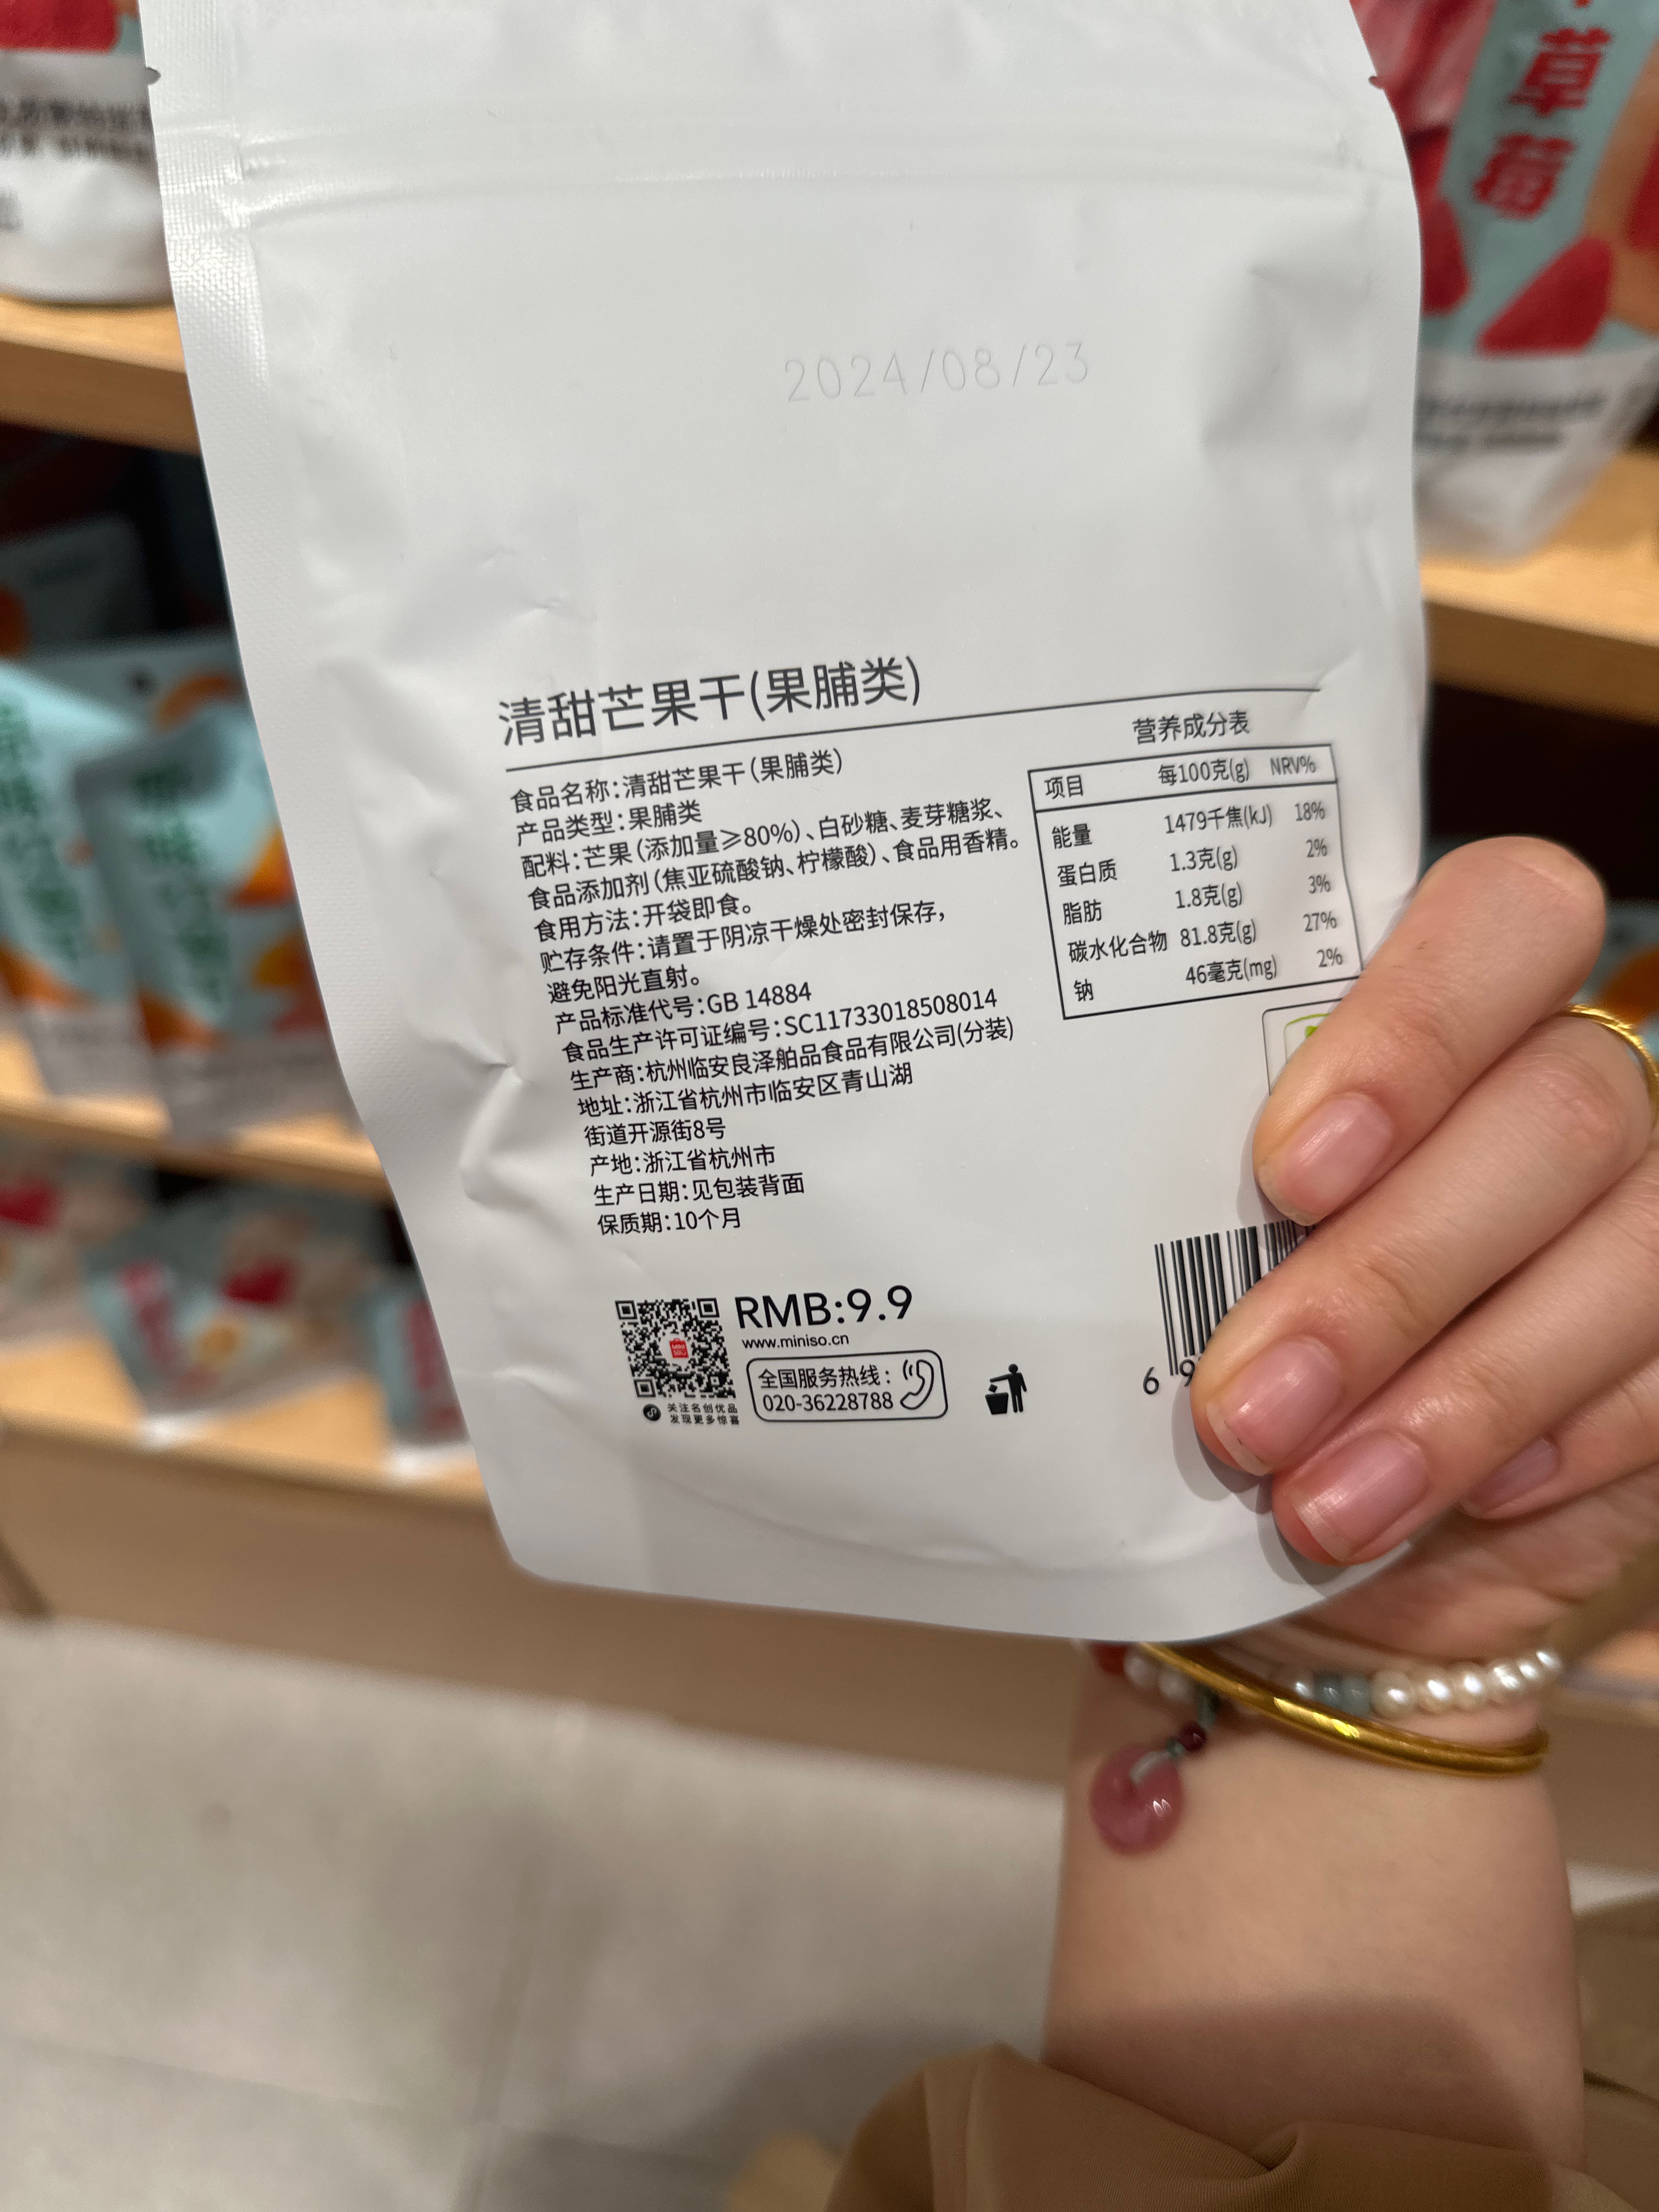 草莓
2024/08/23
清甜芒果干(果脯类)
食品名称:清甜芒果干(果脯类)
产品类型:果脯类
配料:芒果(添加量≥80%)、白砂糖、麦芽糖浆、
食品添加剂(焦亚硫酸钠、柠檬酸)、食品用香精。
食用方法:开袋即食。
贮存条件:请置于阴凉干燥处密封保存,
避免阳光直射。
产品标准代号:GB 14884
食品生产许可证编号:SC11733018508014
生产商:杭州临安良泽舶品食品有限公司(分装)
地址:浙江省杭州市临安区青山湖
街道开源街8号
产地:浙江省杭州市
生产日期:见包装背面
保质期:10个月
营养成分表
项目 每100克(g) NRV%
能量 1479千焦(kJ) 18%
蛋白质 1.3克(g) 2%
脂肪 1.8克(g) 3%
碳水化合物 81.8克(g) 27%
钠 46毫克(mg) 2%
RMB:9.9
www.miniso.cn
全国服务热线:
020-36228788
关注名创优品
发现更多惊喜
6 9